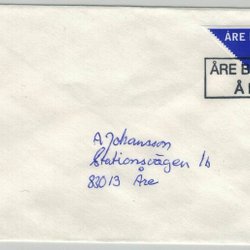 ÅRE
ÅRE B
Å
A Johansson
Stationsvägen 1b
83013 Åre